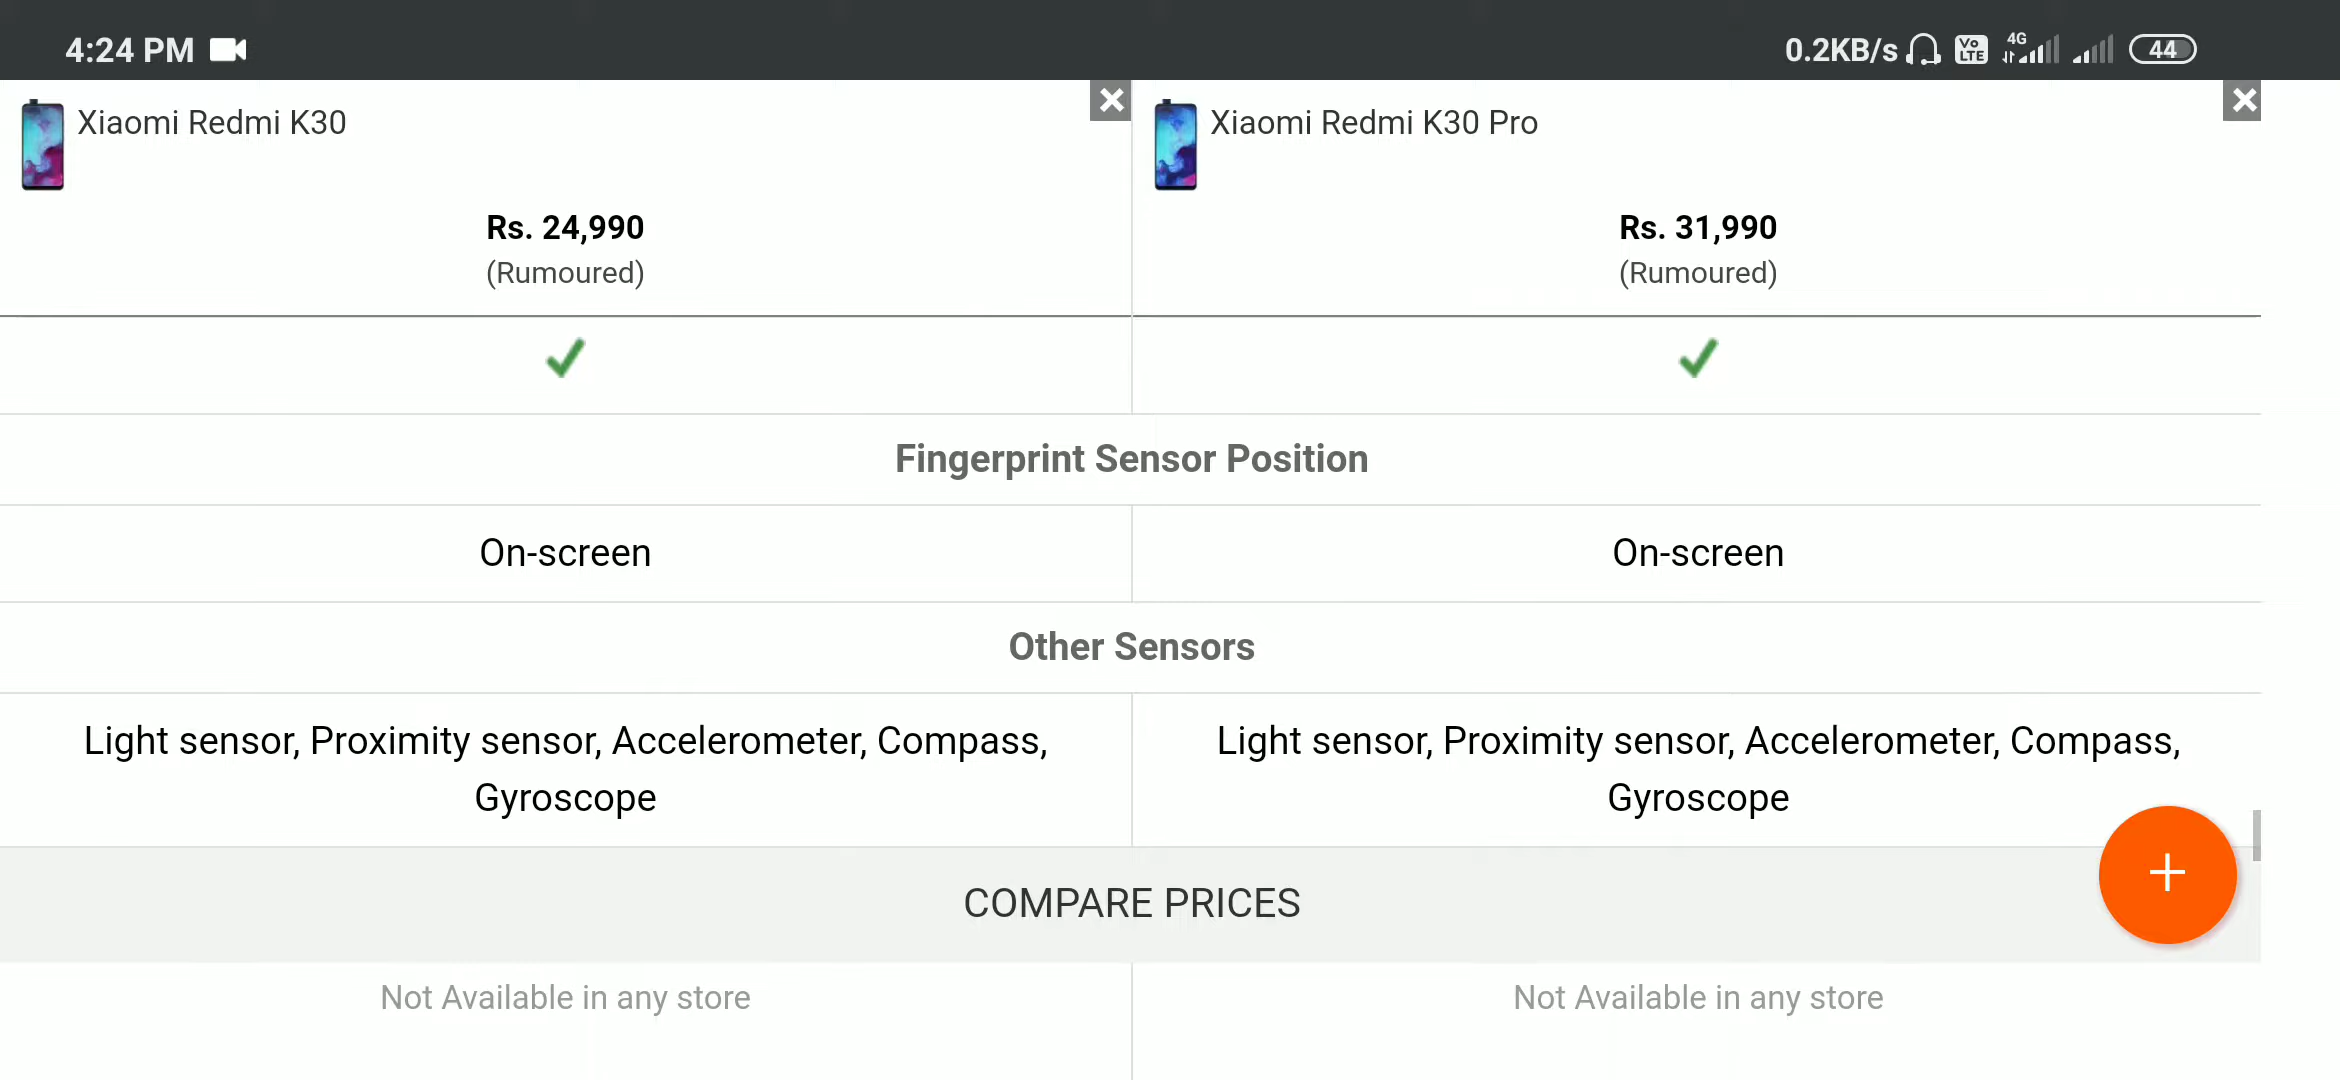 4:24 PM
0.2KB/s Vo LTE 4G 44
Xiaomi Redmi K30
Xiaomi Redmi K30 Pro
Rs. 24,990
(Rumoured)
Rs. 31,990
(Rumoured)
Fingerprint Sensor Position
On-screen
On-screen
Other Sensors
Light sensor, Proximity sensor, Accelerometer, Compass,
Gyroscope
Light sensor, Proximity sensor, Accelerometer, Compass,
Gyroscope
COMPARE PRICES
Not Available in any store
Not Available in any store